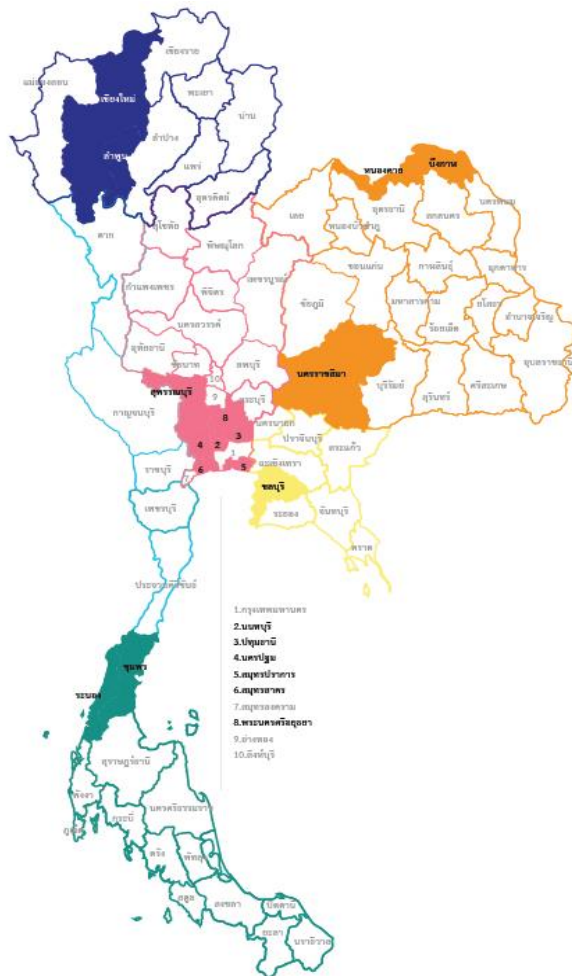 เชียงราย
แม่ฮ่องสอน
เชียงใหม่
พะเยา
น่าน
ลำปาง
ลำพูน
แพร่
อุตรดิตถ์
ตาก
สุโขทัย
พิษณุโลก
กำแพงเพชร
พิจิตร
เพชรบูรณ์
นครสวรรค์
อุทัยธานี
ชัยนาท
ลพบุรี
10
9
สุพรรณบุรี
สระบุรี
8
3
4
2
1
6
5
7
หนองคาย
บึงกาฬ
เลย
อุดรธานี
นครพนม
หนองบัวลำภู
สกลนคร
ขอนแก่น
กาฬสินธุ์
มุกดาหาร
ชัยภูมิ
มหาสารคาม
ร้อยเอ็ด
ยโสธร
อำนาจเจริญ
นครราชสีมา
บุรีรัมย์
สุรินทร์
ศรีสะเกษ
อุบลราชธานี
กาญจนบุรี
นครนายก
ปราจีนบุรี
สระแก้ว
ฉะเชิงเทรา
ราชบุรี
ชลบุรี
เพชรบุรี
ระยอง
จันทบุรี
ตราด
ประจวบคีรีขันธ์
1.กรุงเทพมหานคร
2.นนทบุรี
3.ปทุมธานี
4.นครปฐม
5.สมุทรปราการ
6.สมุทรสาคร
7.สมุทรสงคราม
8.พระนครศรีอยุธยา
9.อ่างทอง
10.สิงห์บุรี
ชุมพร
ระนอง
สุราษฎร์ธานี
พังงา
นครศรีธรรมราช
กระบี่
ภูเก็ต
ตรัง
พัทลุง
สตูล
สงขลา
ปัตตานี
ยะลา
นราธิวาส